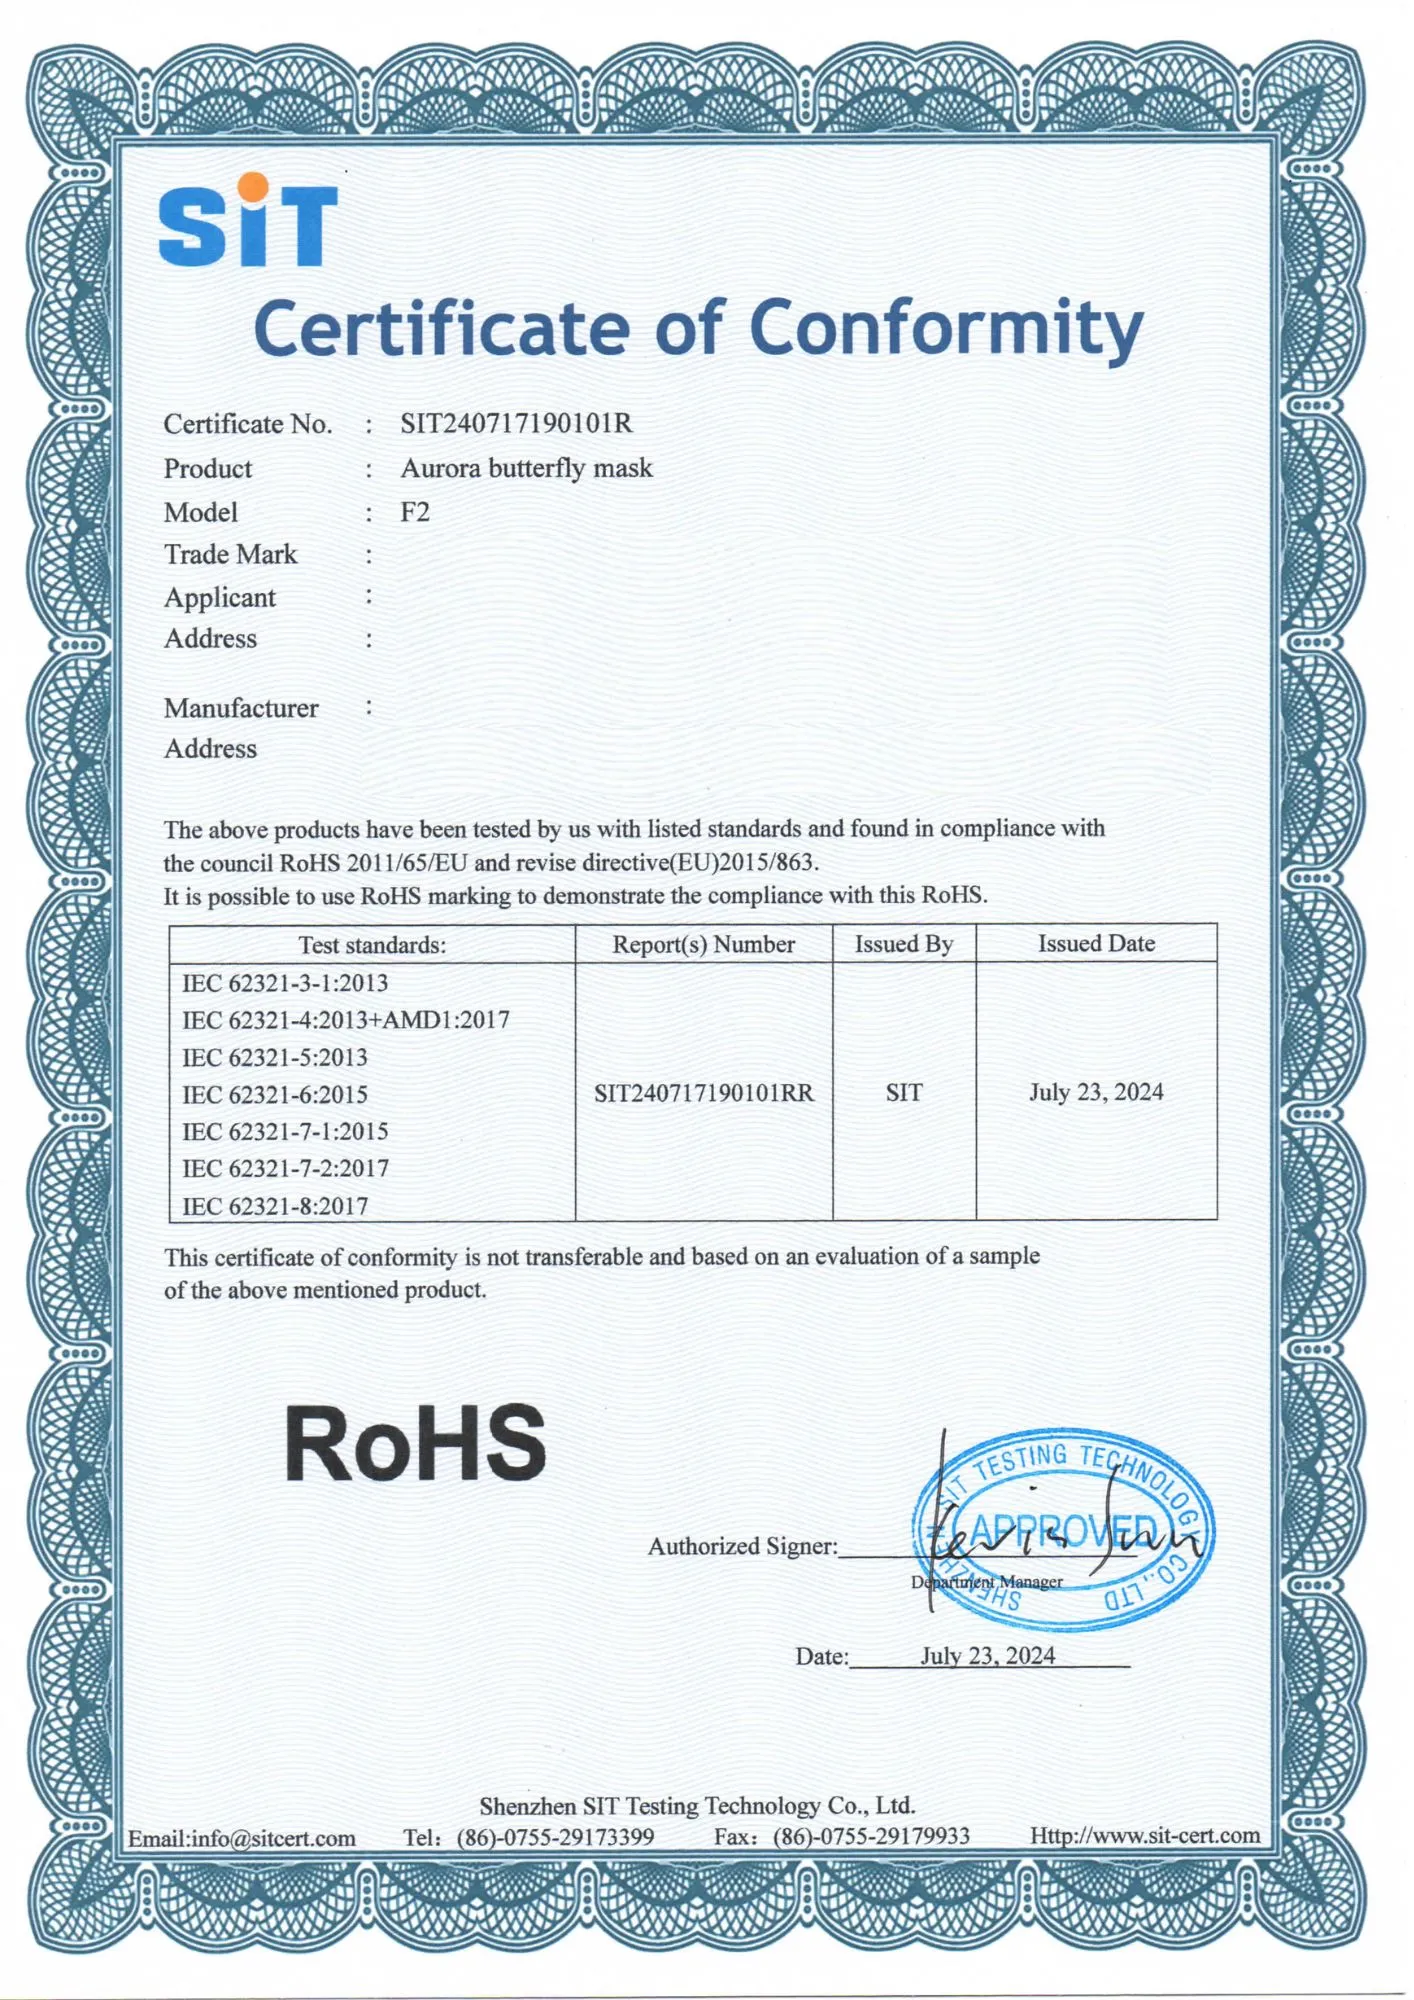 SiT
Certificate of Conformity
Certificate No. : SIT240717190101R
Product : Aurora butterfly mask
Model : F2
Trade Mark :
Applicant :
Address :
Manufacturer :
Address
The above products have been tested by us with listed standards and found in compliance with
the council RoHS 2011/65/EU and revise directive(EU)2015/863.
It is possible to use RoHS marking to demonstrate the compliance with this RoHS.
Test standards: Report(s) Number Issued By Issued Date
IEC 62321-3-1:2013
IEC 62321-4:2013+AMD1:2017
IEC 62321-5:2013
IEC 62321-6:2015 SIT240717190101RR SIT July 23, 2024
IEC 62321-7-1:2015
IEC 62321-7-2:2017
IEC 62321-8:2017
This certificate of conformity is not transferable and based on an evaluation of a sample
of the above mentioned product.
RoHS
SHENZHEN SIT TESTING TECHNOLOGY CO., LTD
APPROVED
Authorized Signer: Kevin Sun
Department Manager
Date: July 23, 2024
Shenzhen SIT Testing Technology Co., Ltd.
Email:info@sitcert.com Tel: (86)-0755-29173399 Fax: (86)-0755-29179933 Http://www.sit-cert.com